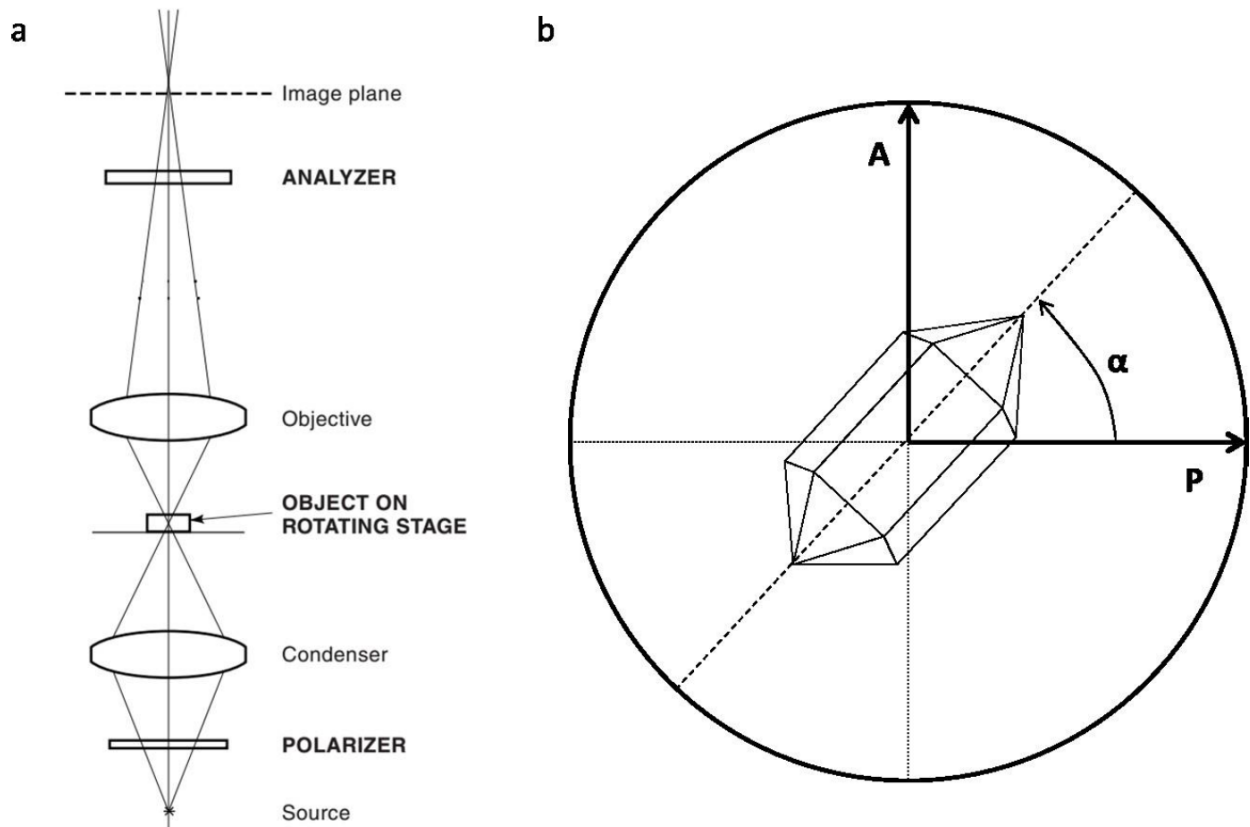 a
Image plane
ANALYZER
Objective
OBJECT ON
ROTATING STAGE
Condenser
POLARIZER
Source
b
A
α
P